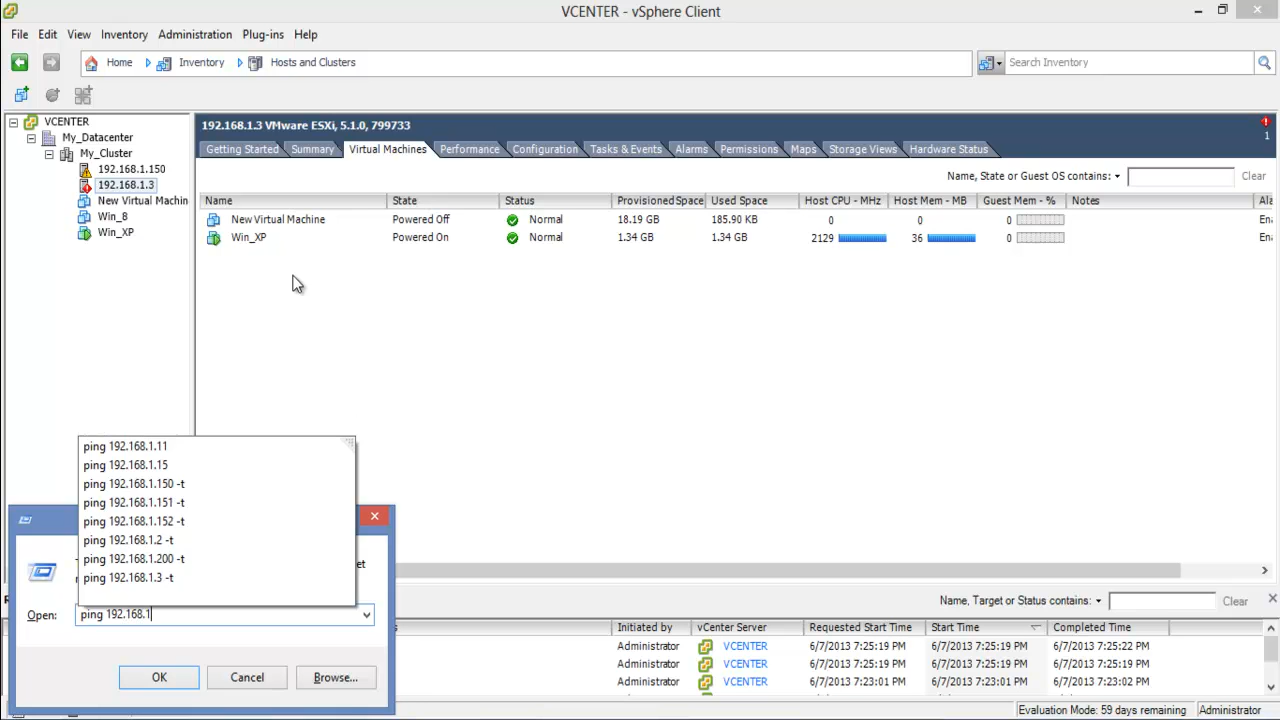 VCENTER - vSphere Client
File Edit View Inventory Administration Plug-ins Help
Home Inventory Hosts and Clusters Search Inventory
VCENTER
My_Datacenter
My_Cluster
192.168.1.150
192.168.1.3
New Virtual Machin
Win_8
Win_XP
192.168.1.3 VMware ESXi, 5.1.0, 799733
1
Getting Started Summary Virtual Machines Performance Configuration Tasks & Events Alarms Permissions Maps Storage Views Hardware Status
Name, State or Guest OS contains: Clear
Name State Status Provisioned Space Used Space Host CPU - MHz Host Mem - MB Guest Mem - % Notes Ala
New Virtual Machine Powered Off Normal 18.19 GB 185.90 KB 0 0 0 Ena
Win_XP Powered On Normal 1.34 GB 1.34 GB 2129 36 0 Ena
ping 192.168.1.11
ping 192.168.1.15
ping 192.168.1.150 -t
ping 192.168.1.151 -t
ping 192.168.1.152 -t
ping 192.168.1.2 -t
ping 192.168.1.200 -t
ping 192.168.1.3 -t
et
Open: ping 192.168.1
OK Cancel Browse...
Name, Target or Status contains: Clear
Initiated by vCenter Server Requested Start Time Start Time Completed Time
Administrator VCENTER 6/7/2013 7:25:19 PM 6/7/2013 7:25:19 PM 6/7/2013 7:25:22 PM
Administrator VCENTER 6/7/2013 7:25:19 PM 6/7/2013 7:25:19 PM 6/7/2013 7:25:19 PM
Administrator VCENTER 6/7/2013 7:23:01 PM 6/7/2013 7:23:01 PM 6/7/2013 7:23:02 PM
Evaluation Mode: 59 days remaining Administrator